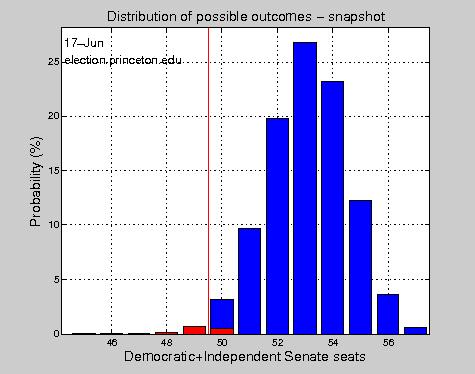 Distribution of possible outcomes – snapshot
17–Jun
election.princeton.edu
25
20
15
10
5
0
Probability (%)
46 48 50 52 53 54 56
Democratic+Independent Senate seats